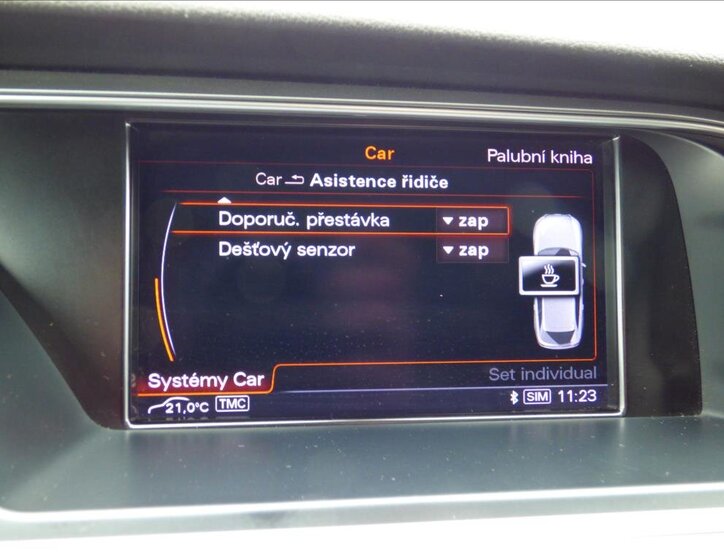 Car
Palubní kniha
Car Asistence řidiče
Doporuč. přestávka zap
Dešťový senzor zap
Systémy Car
Set individual
21,0°C TMC SIM 11:23